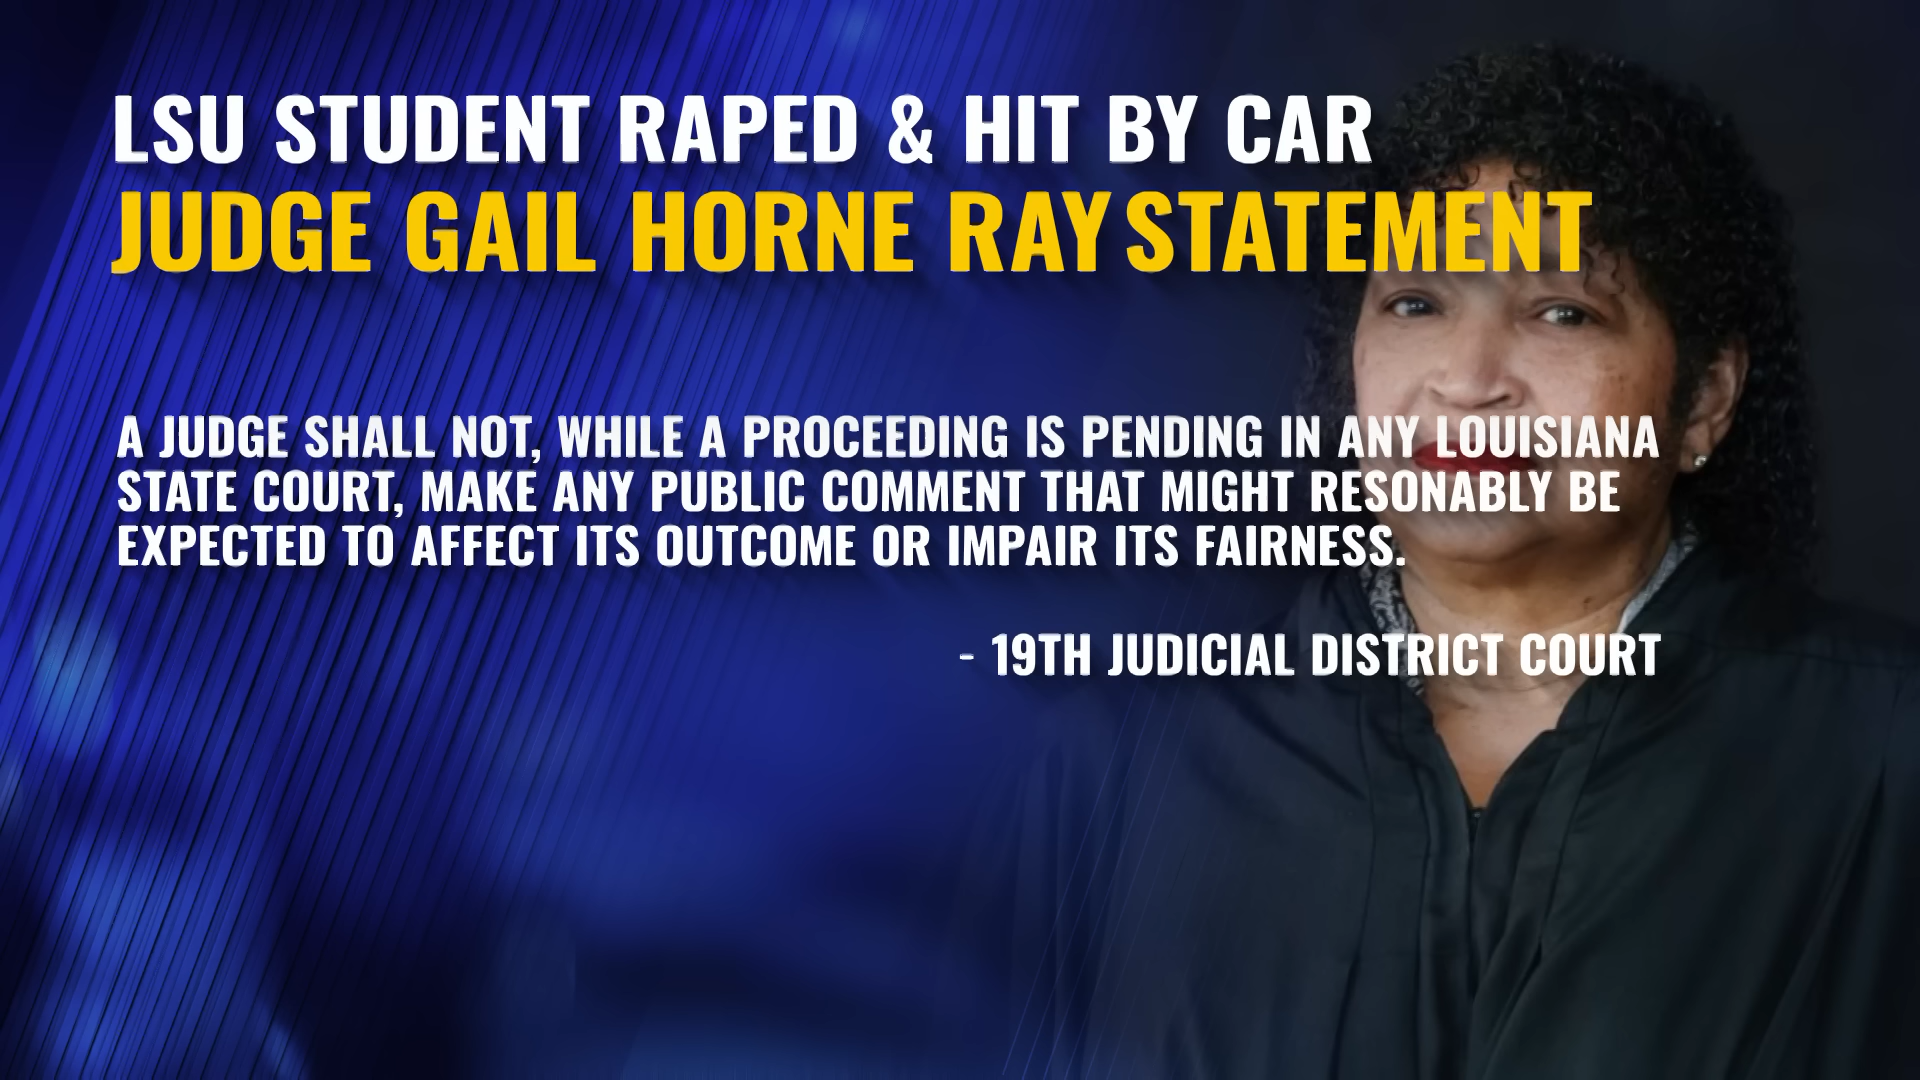 LSU STUDENT RAPED & HIT BY CAR
JUDGE GAIL HORNE RAY STATEMENT
A JUDGE SHALL NOT, WHILE A PROCEEDING IS PENDING IN ANY LOUISIANA
STATE COURT, MAKE ANY PUBLIC COMMENT THAT MIGHT RESONABLY BE
EXPECTED TO AFFECT ITS OUTCOME OR IMPAIR ITS FAIRNESS.
- 19TH JUDICIAL DISTRICT COURT